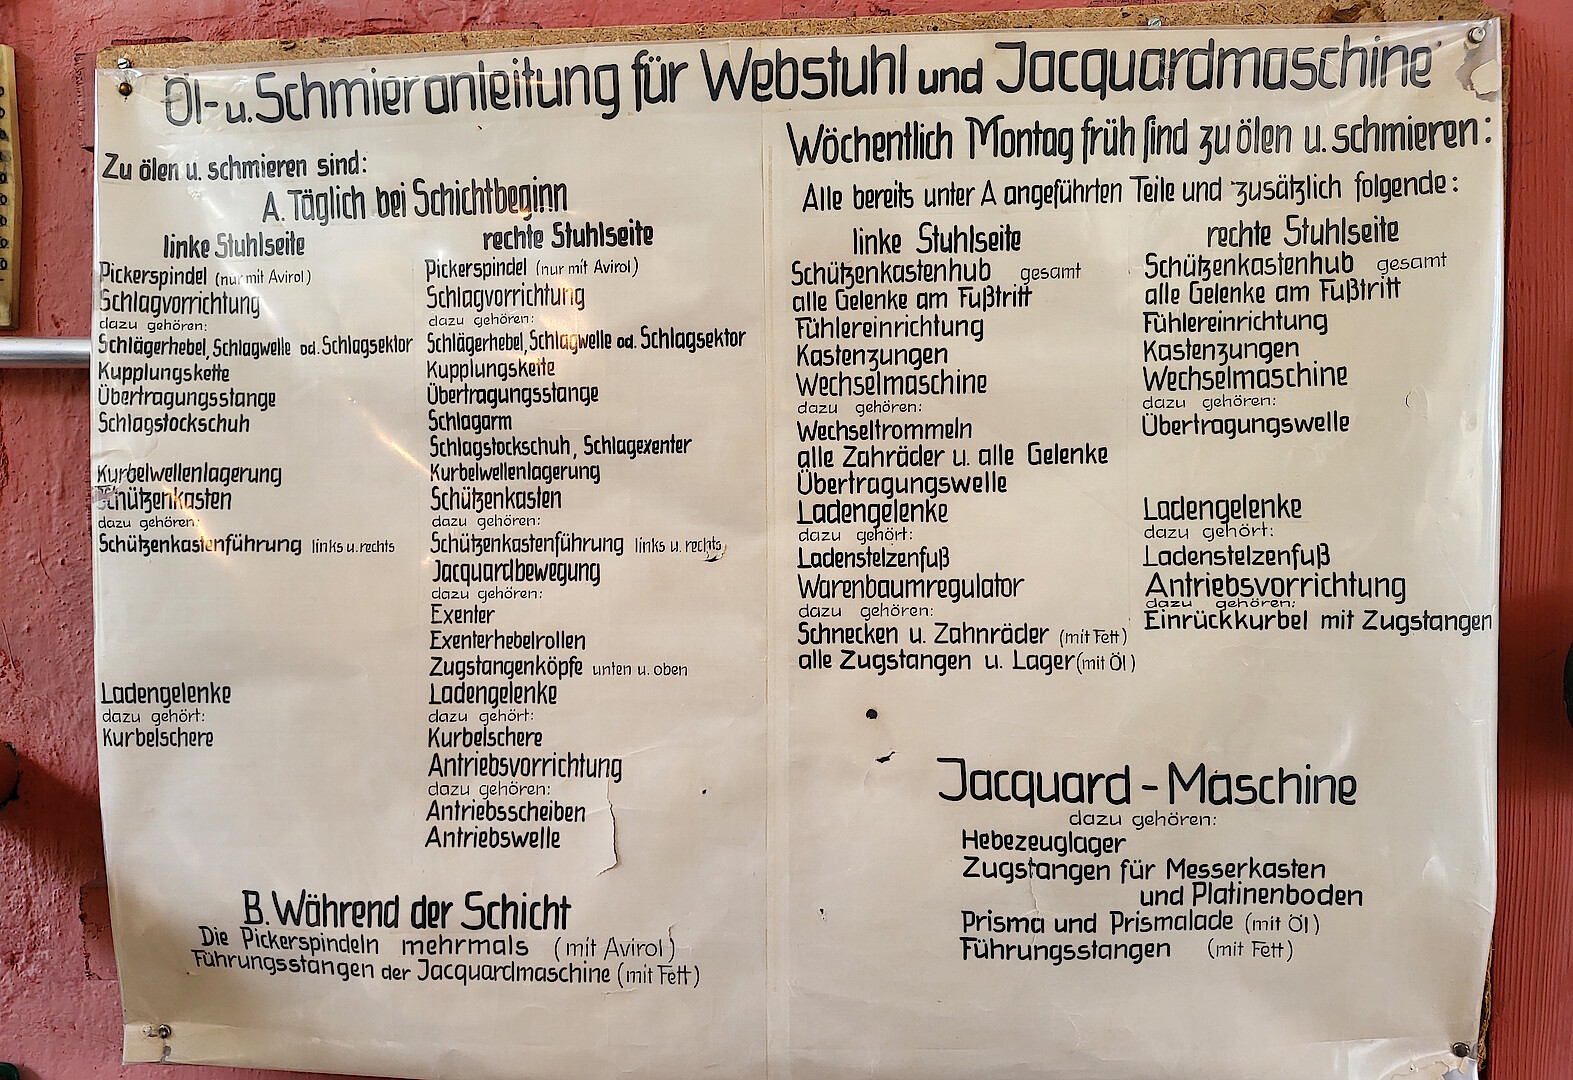 Öl- u. Schmieranleitung für Webstuhl und Jacquardmaschine
Zu ölen u. schmieren sind:
A. Täglich bei Schichtbeginn
linke Stuhlseite
Pickerspindel (nur mit Avirol)
Schlagvorrichtung
dazu gehören:
Schlägerhebel, Schlagwelle od. Schlagsektor
Kupplungskette
Übertragungsstange
Schlagstockschuh
Kurbelwellenlagerung
Schützenkasten
dazu gehören:
Schützenkastenführung links u. rechts
Ladengelenke
dazu gehört:
Kurbelschere
rechte Stuhlseite
Pickerspindel (nur mit Avirol)
Schlagvorrichtung
dazu gehören:
Schlägerhebel, Schlagwelle od. Schlagsektor
Kupplungskette
Übertragungsstange
Schlagarm
Schlagstockschuh, Schlagexenter
Kurbelwellenlagerung
Schützenkasten
dazu gehören:
Schützenkastenführung links u. rechts
Jacquardbewegung
dazu gehören:
Exenter
Exenterhebelrollen
Zugstangenköpfe unten u. oben
Ladengelenke
dazu gehört:
Kurbelschere
Antriebsvorrichtung
dazu gehören:
Antriebsscheiben
Antriebswelle
B. Während der Schicht
Die Pickerspindeln mehrmals (mit Avirol)
Führungsstangen der Jacquardmaschine (mit Fett)
Wöchentlich Montag früh sind zu ölen u. schmieren:
Alle bereits unter A angeführten Teile und zusätzlich folgende:
linke Stuhlseite
Schützenkastenhub gesamt
alle Gelenke am Fußtritt
Fühlereinrichtung
Kastenzungen
Wechselmaschine
dazu gehören:
Wechseltrommeln
alle Zahräder u. alle Gelenke
Übertragungswelle
Ladengelenke
dazu gehört:
Ladenstelzenfuß
Warenbaumregulator
dazu gehören:
Schnecken u. Zahnräder (mit Fett)
alle Zugstangen u. Lager (mit Öl)
rechte Stuhlseite
Schützenkastenhub gesamt
alle Gelenke am Fußtritt
Fühlereinrichtung
Kastenzungen
Wechselmaschine
dazu gehören:
Übertragungswelle
Ladengelenke
dazu gehört:
Ladenstelzenfuß
Antriebsvorrichtung
dazu gehören:
Einrückkurbel mit Zugstangen
Jacquard - Maschine
dazu gehören:
Hebezeuglager
Zugstangen für Messerkasten
und Platinenboden
Prisma und Prismalade (mit Öl)
Führungsstangen (mit Fett)